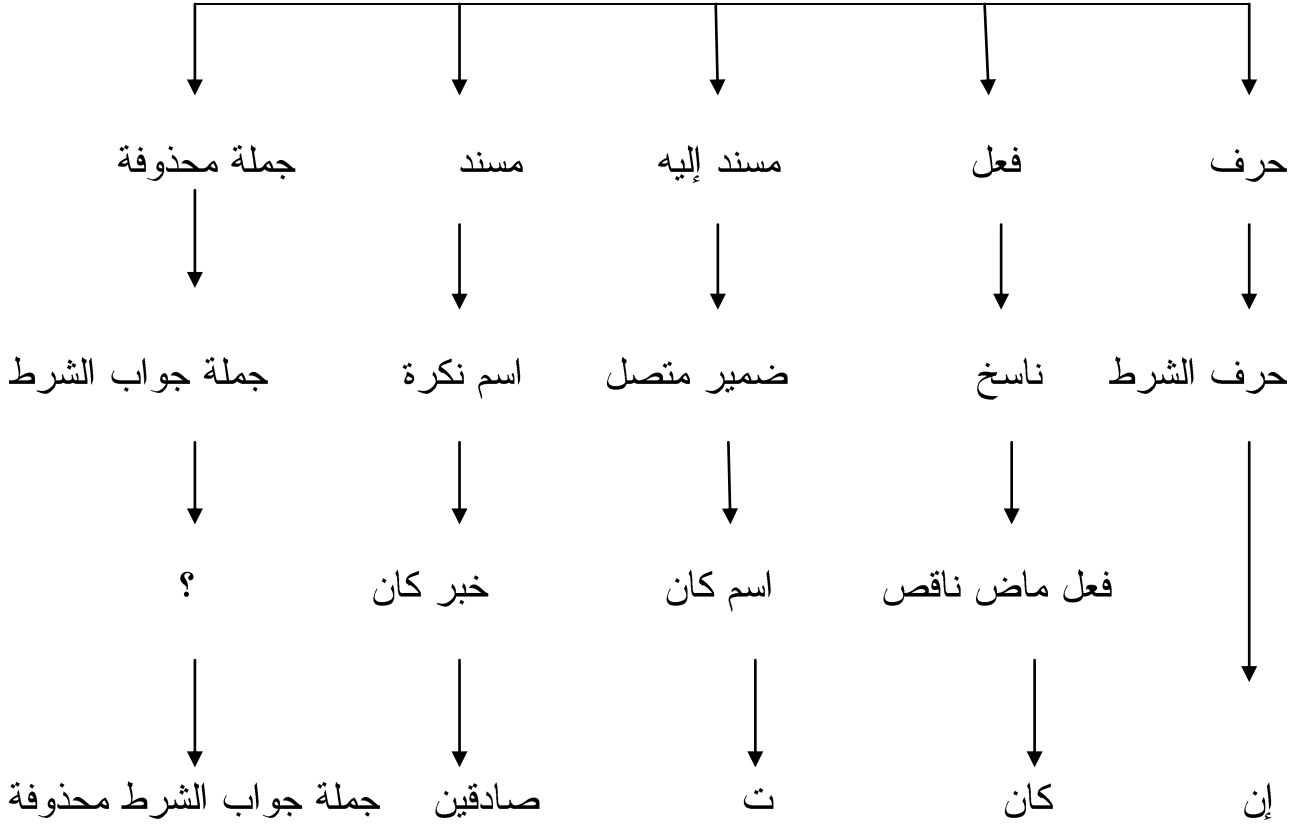 حرف فعل مسند إليه مسند جملة محذوفة
حرف الشرط ناسخ ضمير متصل اسم نكرة جملة جواب الشرط
فعل ماض ناقص اسم كان خبر كان ؟
إن كان ت صادقين جملة جواب الشرط محذوفة